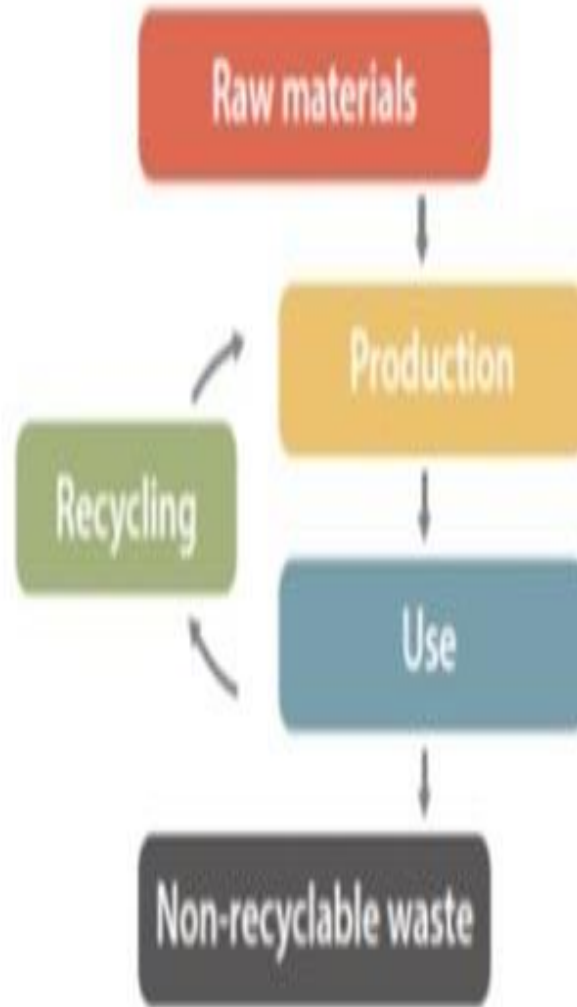 Raw materials
Production
Recycling
Use
Non-recyclable waste